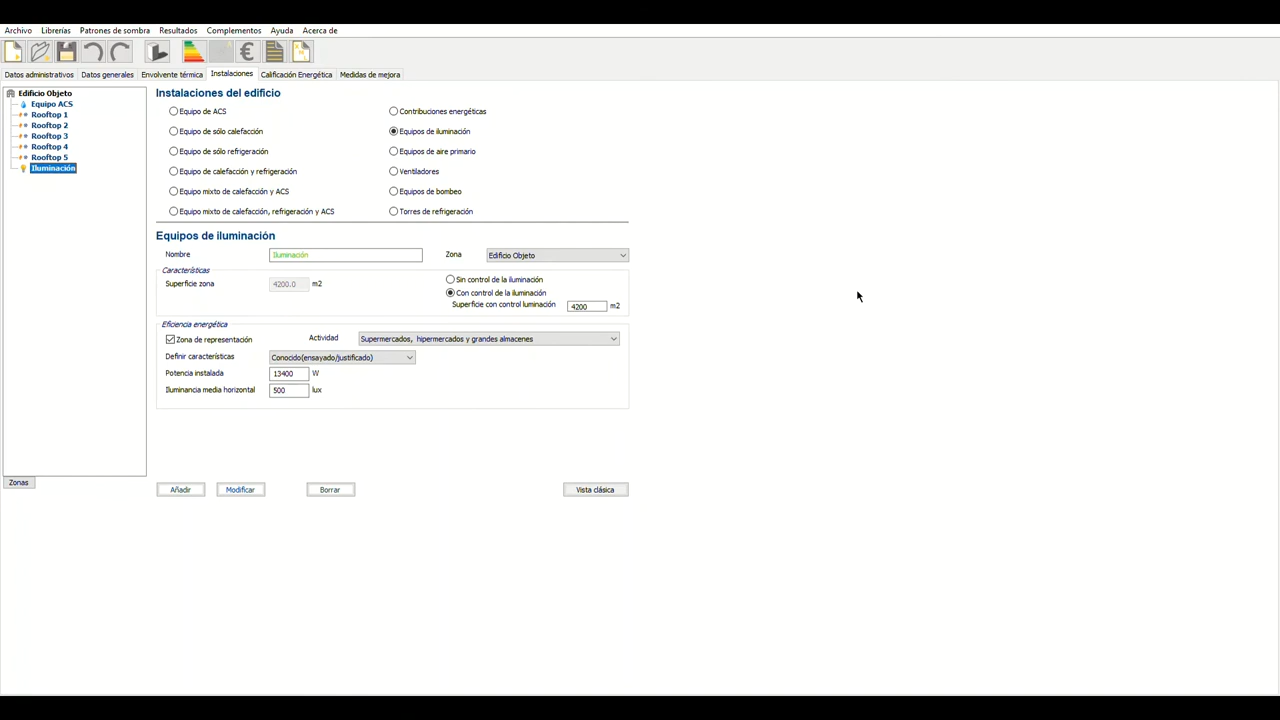 Archivo Librerías Patrones de sombra Resultados Complementos Ayuda Acerca de
Datos administrativos Datos generales Envolvente térmica Instalaciones Calificación Energética Medidas de mejora
Edificio Objeto
Equipo ACS
Rooftop 1
Rooftop 2
Rooftop 3
Rooftop 4
Rooftop 5
Iluminación
Zonas
Instalaciones del edificio
Equipo de ACS
Equipo de sólo calefacción
Equipo de sólo refrigeración
Equipo de calefacción y refrigeración
Equipo mixto de calefacción y ACS
Equipo mixto de calefacción, refrigeración y ACS
Contribuciones energéticas
Equipos de iluminación
Equipos de aire primario
Ventiladores
Equipos de bombeo
Torres de refrigeración
Equipos de iluminación
Nombre Iluminación Zona Edificio Objeto
Características
Superficie zona 4200.0 m2
Sin control de la iluminación
Con control de la iluminación
Superficie con control iluminación 4200 m2
Eficiencia energética
Zona de representación Actividad Supermercados, hipermercados y grandes almacenes
Definir características Conocido(ensayado/justificado)
Potencia instalada 13400 W
Iluminancia media horizontal 500 lux
Añadir Modificar Borrar Vista clásica